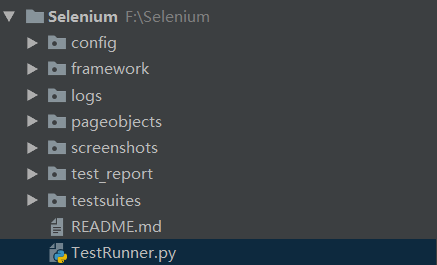 Selenium F:\Selenium
config
framework
logs
pageobjects
screenshots
test_report
testsuites
README.md
TestRunner.py